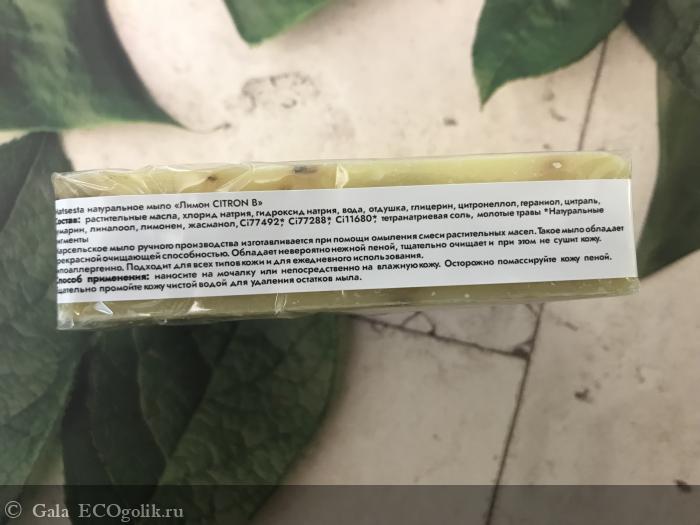 Matsesta натуральное мыло «Лимон CITRON B»
Состав: растительные масла, хлорид натрия, гидроксид натрия, вода, отдушка, глицерин, цитронеллол, гераниол, цитраль,
кумарин, линалоол, лимонен, жасманол, Ci77492*, Ci77288*, Ci11680*, тетранатриевая соль, молотые травы *Натуральные
пигменты
Марсельское мыло ручного производства изготавливается при помощи омыления смеси растительных масел. Такое мыло обладает
прекрасной очищающей способностью. Обладает невероятно нежной пеной, тщательно очищает и при этом не сушит кожу.
Гипоаллергенно. Подходит для всех типов кожи и для ежедневного использования.
Способ применения: наносите на мочалку или непосредственно на влажную кожу. Осторожно помассируйте кожу пеной.
Тщательно промойте кожу чистой водой для удаления остатков мыла.
© Gala ECOgolik.ru